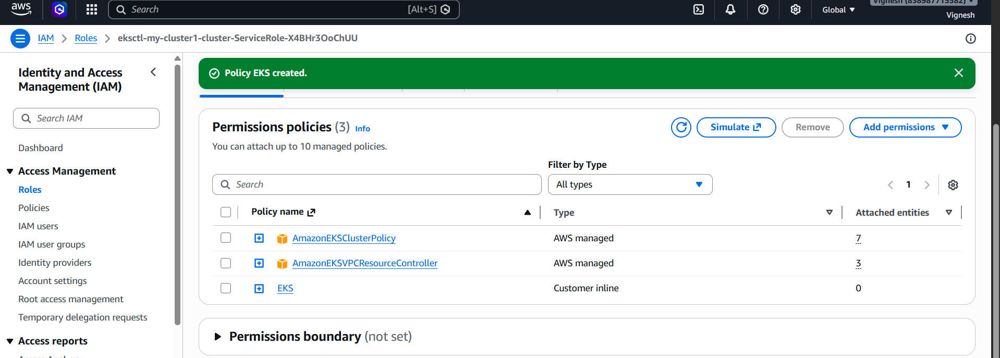 aws
Search [Alt+S]
Global
Vignesh (838987715582)
Vignesh
IAM
Roles
eksctl-my-cluster1-cluster-ServiceRole-X4BHr3OoChUU
Identity and Access
Management (IAM)
Search IAM
Dashboard
Access Management
Roles
Policies
IAM users
IAM user groups
Identity providers
Account settings
Root access management
Temporary delegation requests
Access reports
Policy EKS created.
Permissions policies (3) Info
Simulate
Remove
Add permissions
You can attach up to 10 managed policies.
Filter by Type
Search
All types
1
Policy name Type Attached entities
AmazonEKSClusterPolicy AWS managed 7
AmazonEKSVPCResourceController AWS managed 3
EKS Customer inline 0
Permissions boundary (not set)